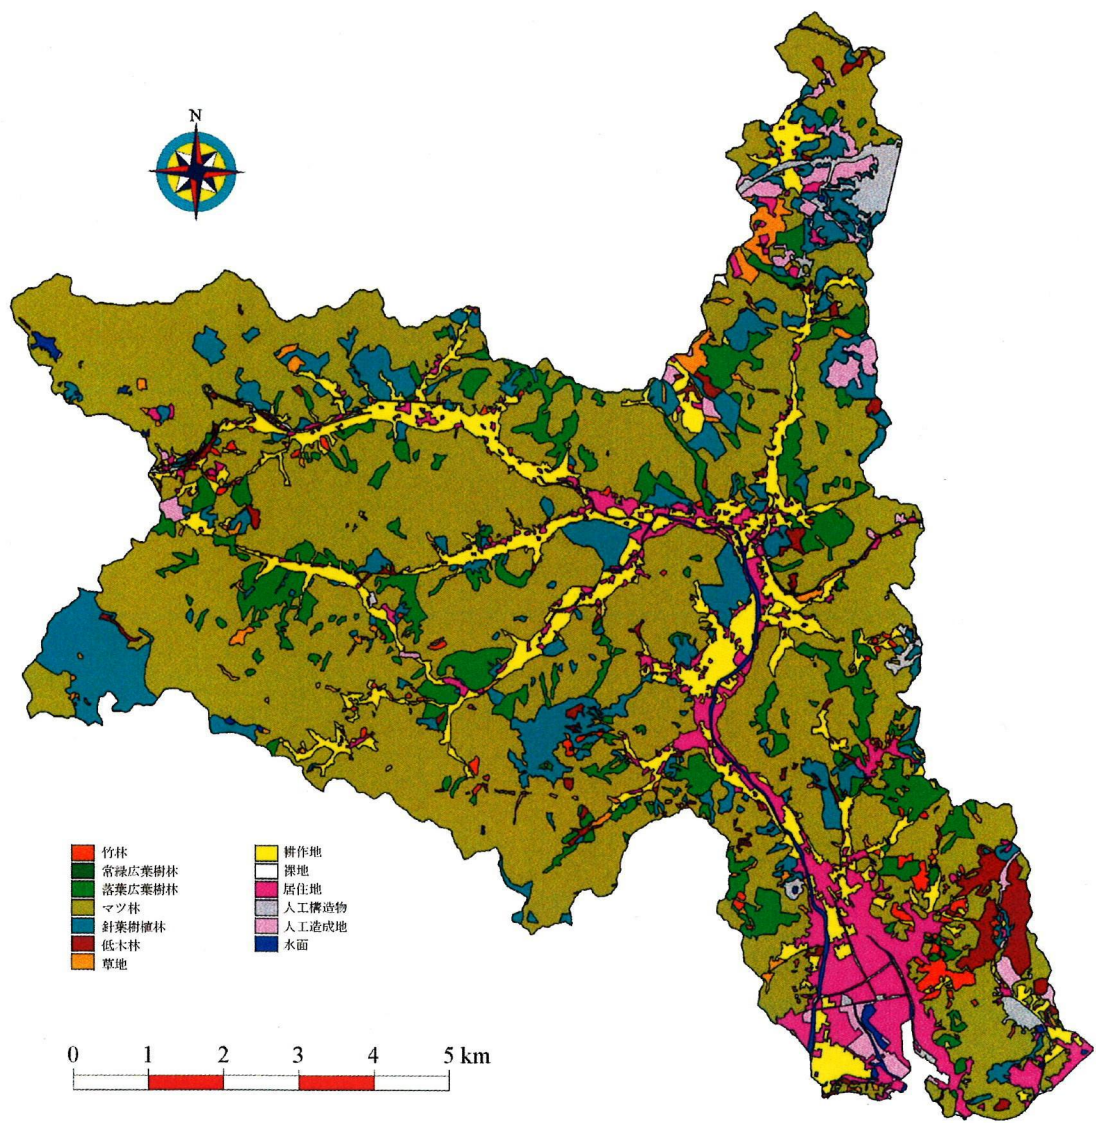 N
竹林
常緑広葉樹林
落葉広葉樹林
マツ林
針葉樹植林
低木林
草地
耕作地
裸地
居住地
人工構造物
人工造成地
水面
0 1 2 3 4 5 km